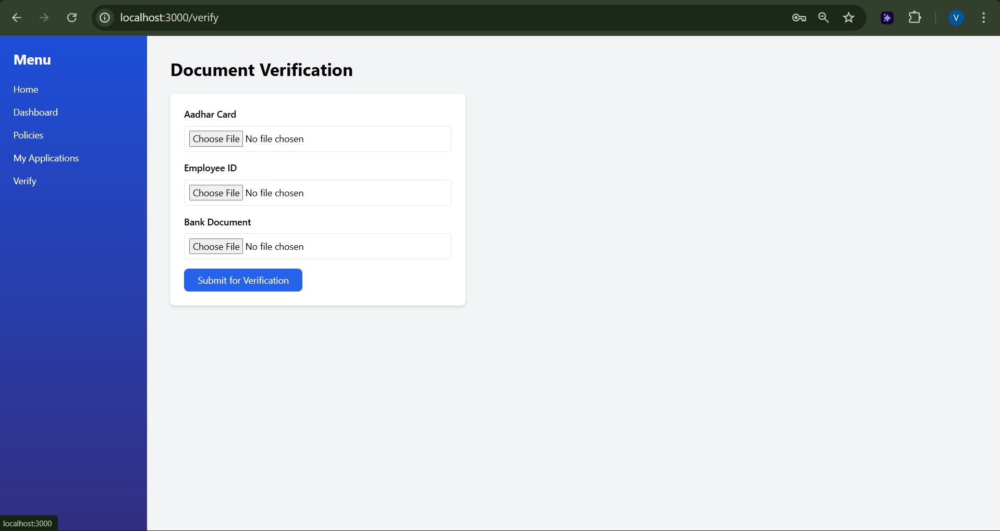 localhost:3000/verify
V
Menu
Home
Dashboard
Policies
My Applications
Verify
Document Verification
Aadhar Card
Choose File No file chosen
Employee ID
Choose File No file chosen
Bank Document
Choose File No file chosen
Submit for Verification
localhost:3000